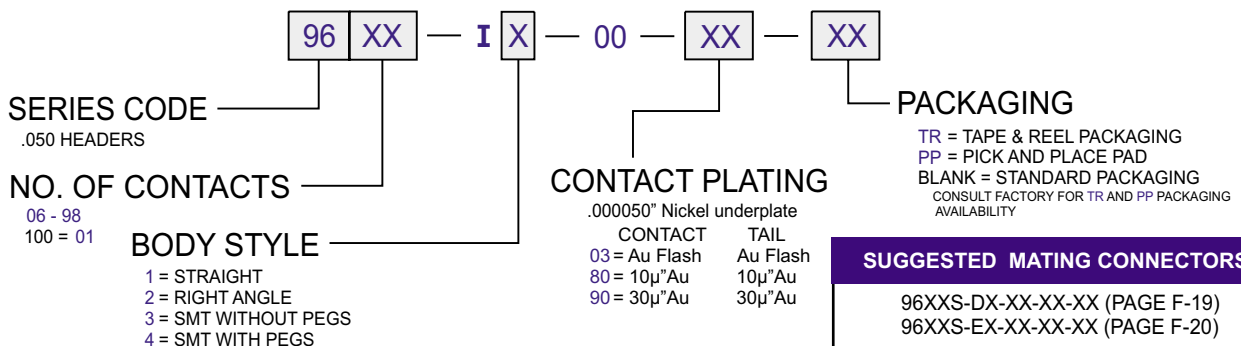 96 XX — I X — 00 — XX — XX
SERIES CODE
.050 HEADERS
NO. OF CONTACTS
06 - 98
100 = 01
BODY STYLE
1 = STRAIGHT
2 = RIGHT ANGLE
3 = SMT WITHOUT PEGS
4 = SMT WITH PEGS
CONTACT PLATING
.000050" Nickel underplate
CONTACT TAIL
03 = Au Flash Au Flash
80 = 10µ"Au 10µ"Au
90 = 30µ"Au 30µ"Au
PACKAGING
TR = TAPE & REEL PACKAGING
PP = PICK AND PLACE PAD
BLANK = STANDARD PACKAGING
CONSULT FACTORY FOR TR AND PP PACKAGING
AVAILABILITY
SUGGESTED MATING CONNECTORS
96XXS-DX-XX-XX-XX (PAGE F-19)
96XXS-EX-XX-XX-XX (PAGE F-20)